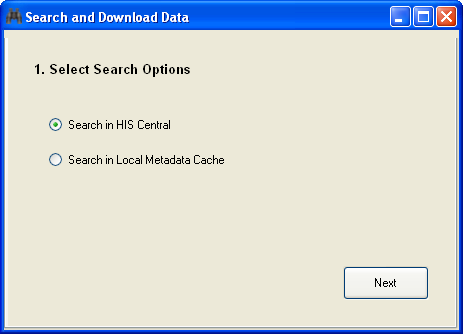 Search and Download Data
1. Select Search Options
Search in HIS Central
Search in Local Metadata Cache
Next